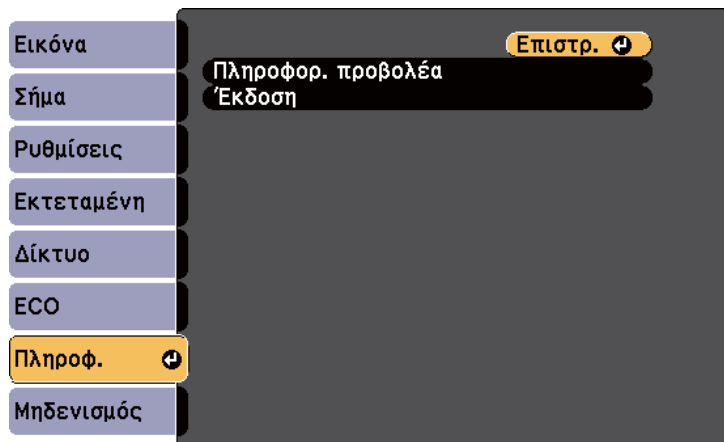 Εικόνα
Σήμα
Ρυθμίσεις
Εκτεταμένη
Δίκτυο
ECO
Πληροφ.
Μηδενισμός
Επιστρ.
Πληροφορ. προβολέα
Έκδοση